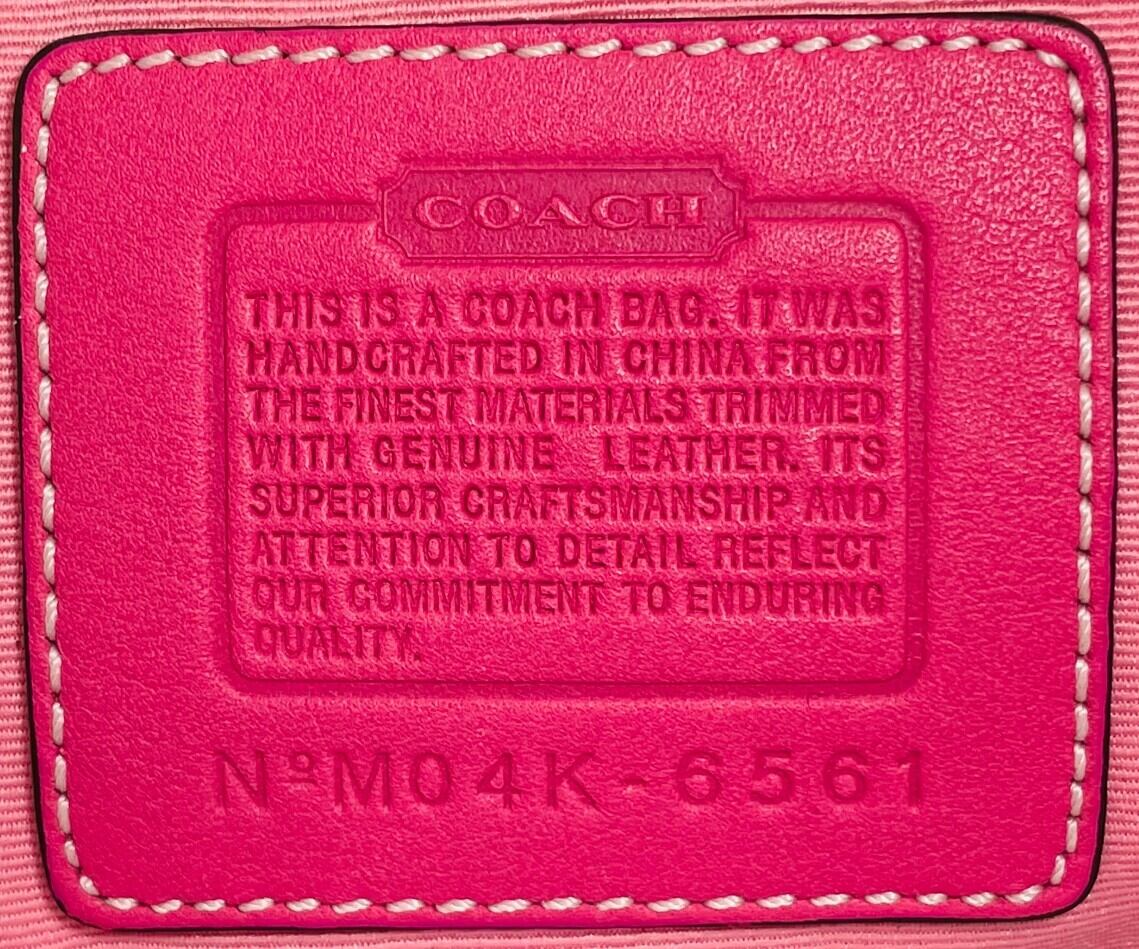 COACH
THIS IS A COACH BAG. IT WAS
HANDCRAFTED IN CHINA FROM
THE FINEST MATERIALS TRIMMED
WITH GENUINE LEATHER. ITS
SUPERIOR CRAFTSMANSHIP AND
ATTENTION TO DETAIL REFLECT
OUR COMMITMENT TO ENDURING
QUALITY.
NºM04K-6561